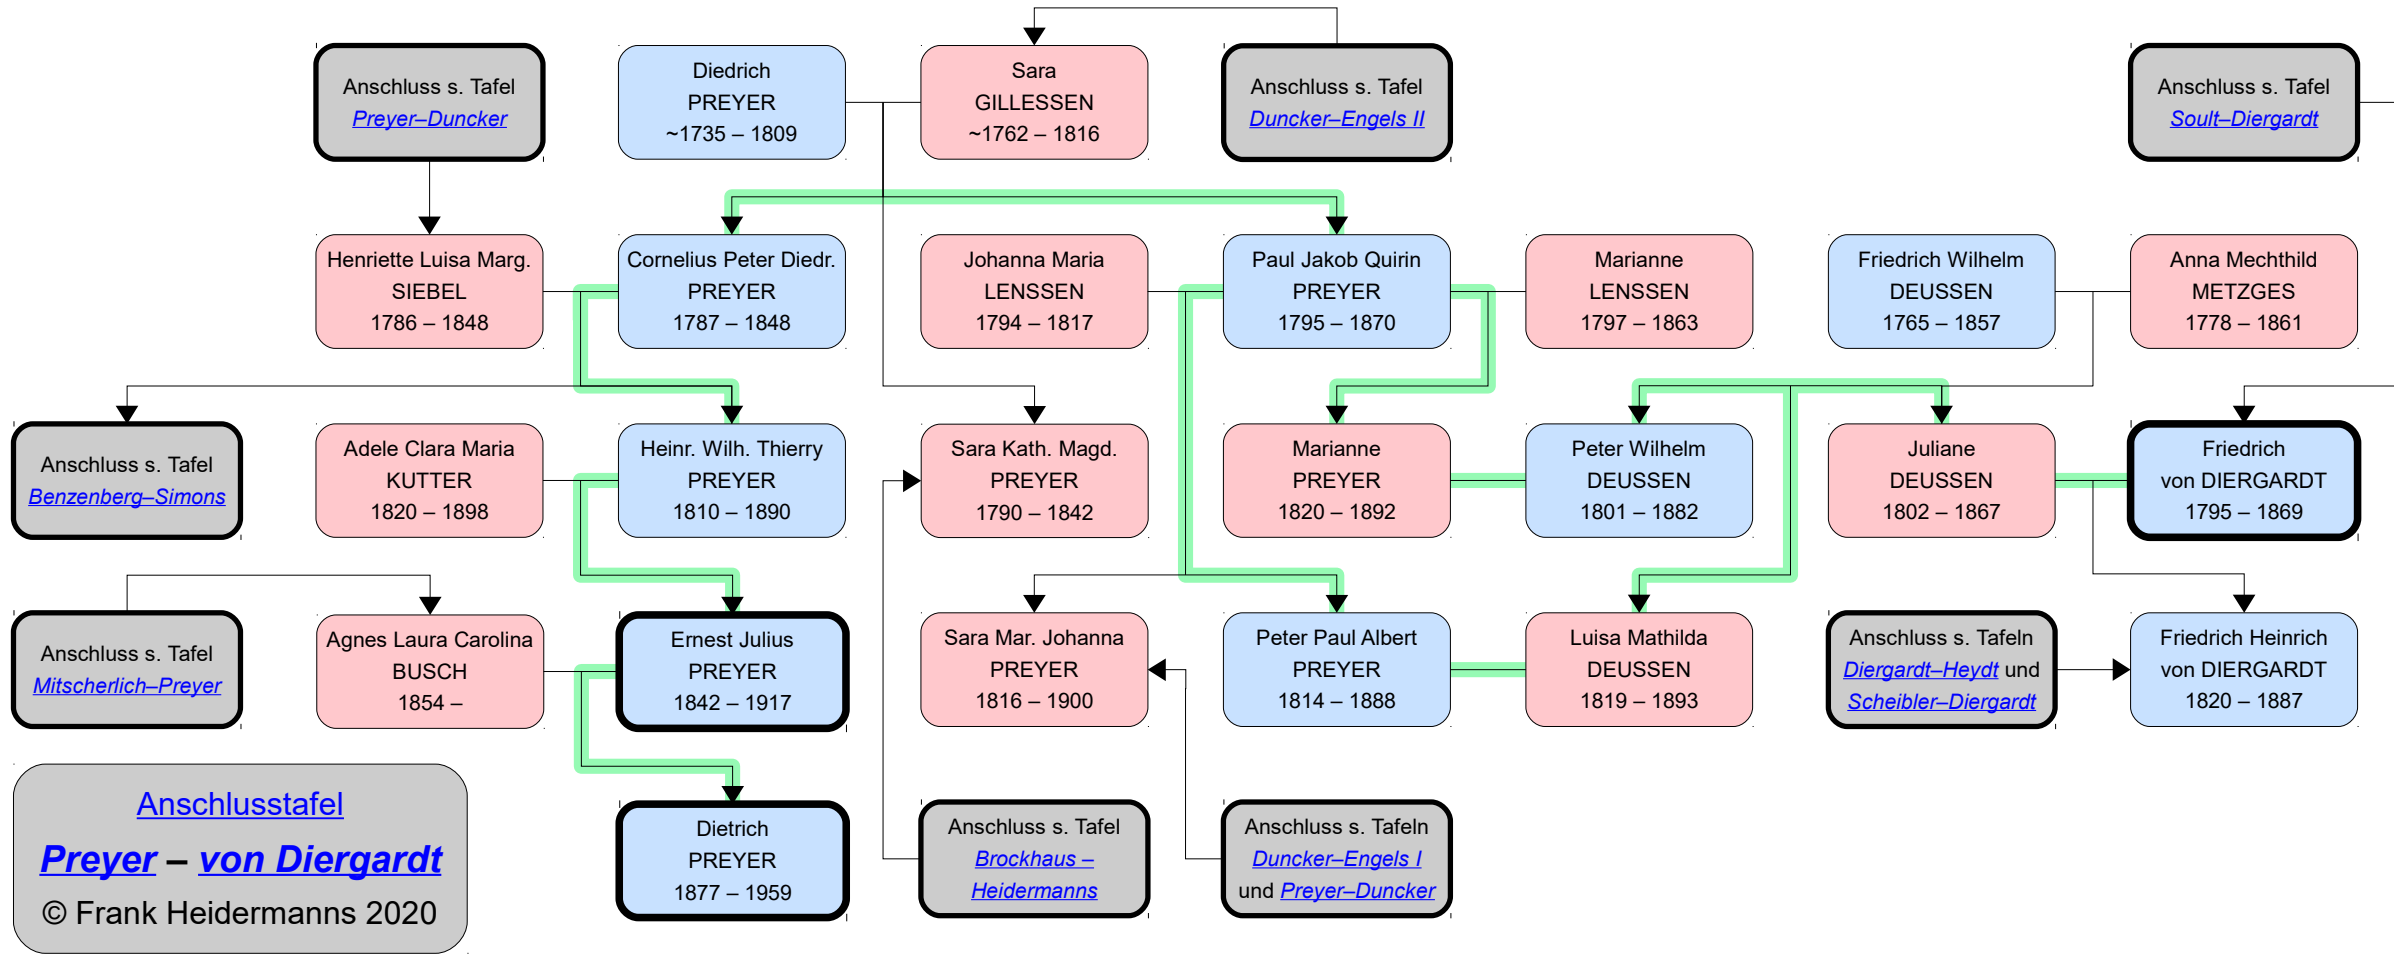 Anschluss s. Tafel
Preyer–Duncker
Diedrich
PREYER
~1735 – 1809
Sara
GILLESSEN
~1762 – 1816
Anschluss s. Tafel
Duncker–Engels II
Anschluss s. Tafel
Soult–Diergardt
Henriette Luisa Marg.
SIEBEL
1786 – 1848
Cornelius Peter Diedr.
PREYER
1787 – 1848
Johanna Maria
LENSSEN
1794 – 1817
Paul Jakob Quirin
PREYER
1795 – 1870
Marianne
LENSSEN
1797 – 1863
Friedrich Wilhelm
DEUSSEN
1765 – 1857
Anna Mechthild
METZGES
1778 – 1861
Anschluss s. Tafel
Benzenberg–Simons
Adele Clara Maria
KUTTER
1820 – 1898
Heinr. Wilh. Thierry
PREYER
1810 – 1890
Sara Kath. Magd.
PREYER
1790 – 1842
Marianne
PREYER
1820 – 1892
Peter Wilhelm
DEUSSEN
1801 – 1882
Juliane
DEUSSEN
1802 – 1867
Friedrich
von DIERGARDT
1795 – 1869
Anschluss s. Tafel
Mitscherlich–Preyer
Agnes Laura Carolina
BUSCH
1854 –
Ernest Julius
PREYER
1842 – 1917
Sara Mar. Johanna
PREYER
1816 – 1900
Peter Paul Albert
PREYER
1814 – 1888
Luisa Mathilda
DEUSSEN
1819 – 1893
Anschluss s. Tafeln
Diergardt–Heydt und
Scheibler–Diergardt
Friedrich Heinrich
von DIERGARDT
1820 – 1887
Anschlusstafel
Preyer – von Diergardt
© Frank Heidermanns 2020
Dietrich
PREYER
1877 – 1959
Anschluss s. Tafel
Brockhaus –
Heidermanns
Anschluss s. Tafeln
Duncker–Engels I
und Preyer–Duncker